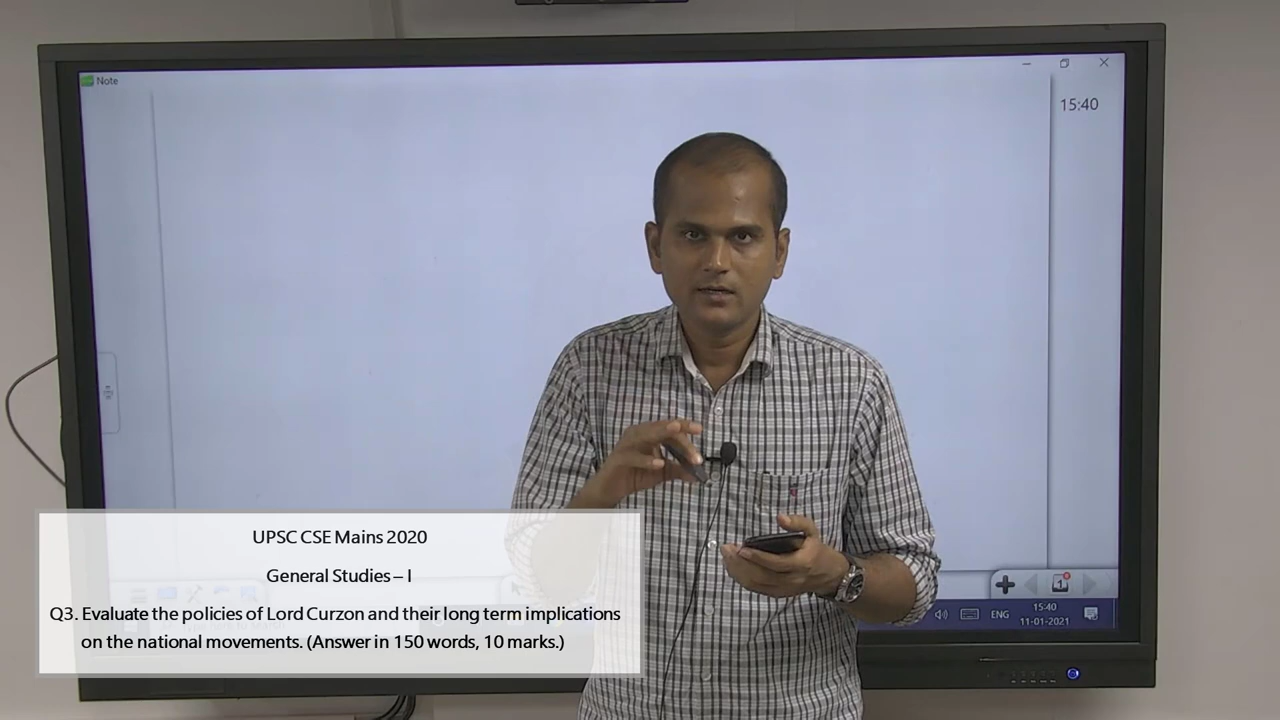 Note
15:40
UPSC CSE Mains 2020
General Studies – I
Q3. Evaluate the policies of Lord Curzon and their long term implications
on the national movements. (Answer in 150 words, 10 marks.)
1
ENG
15:40
11-01-2021